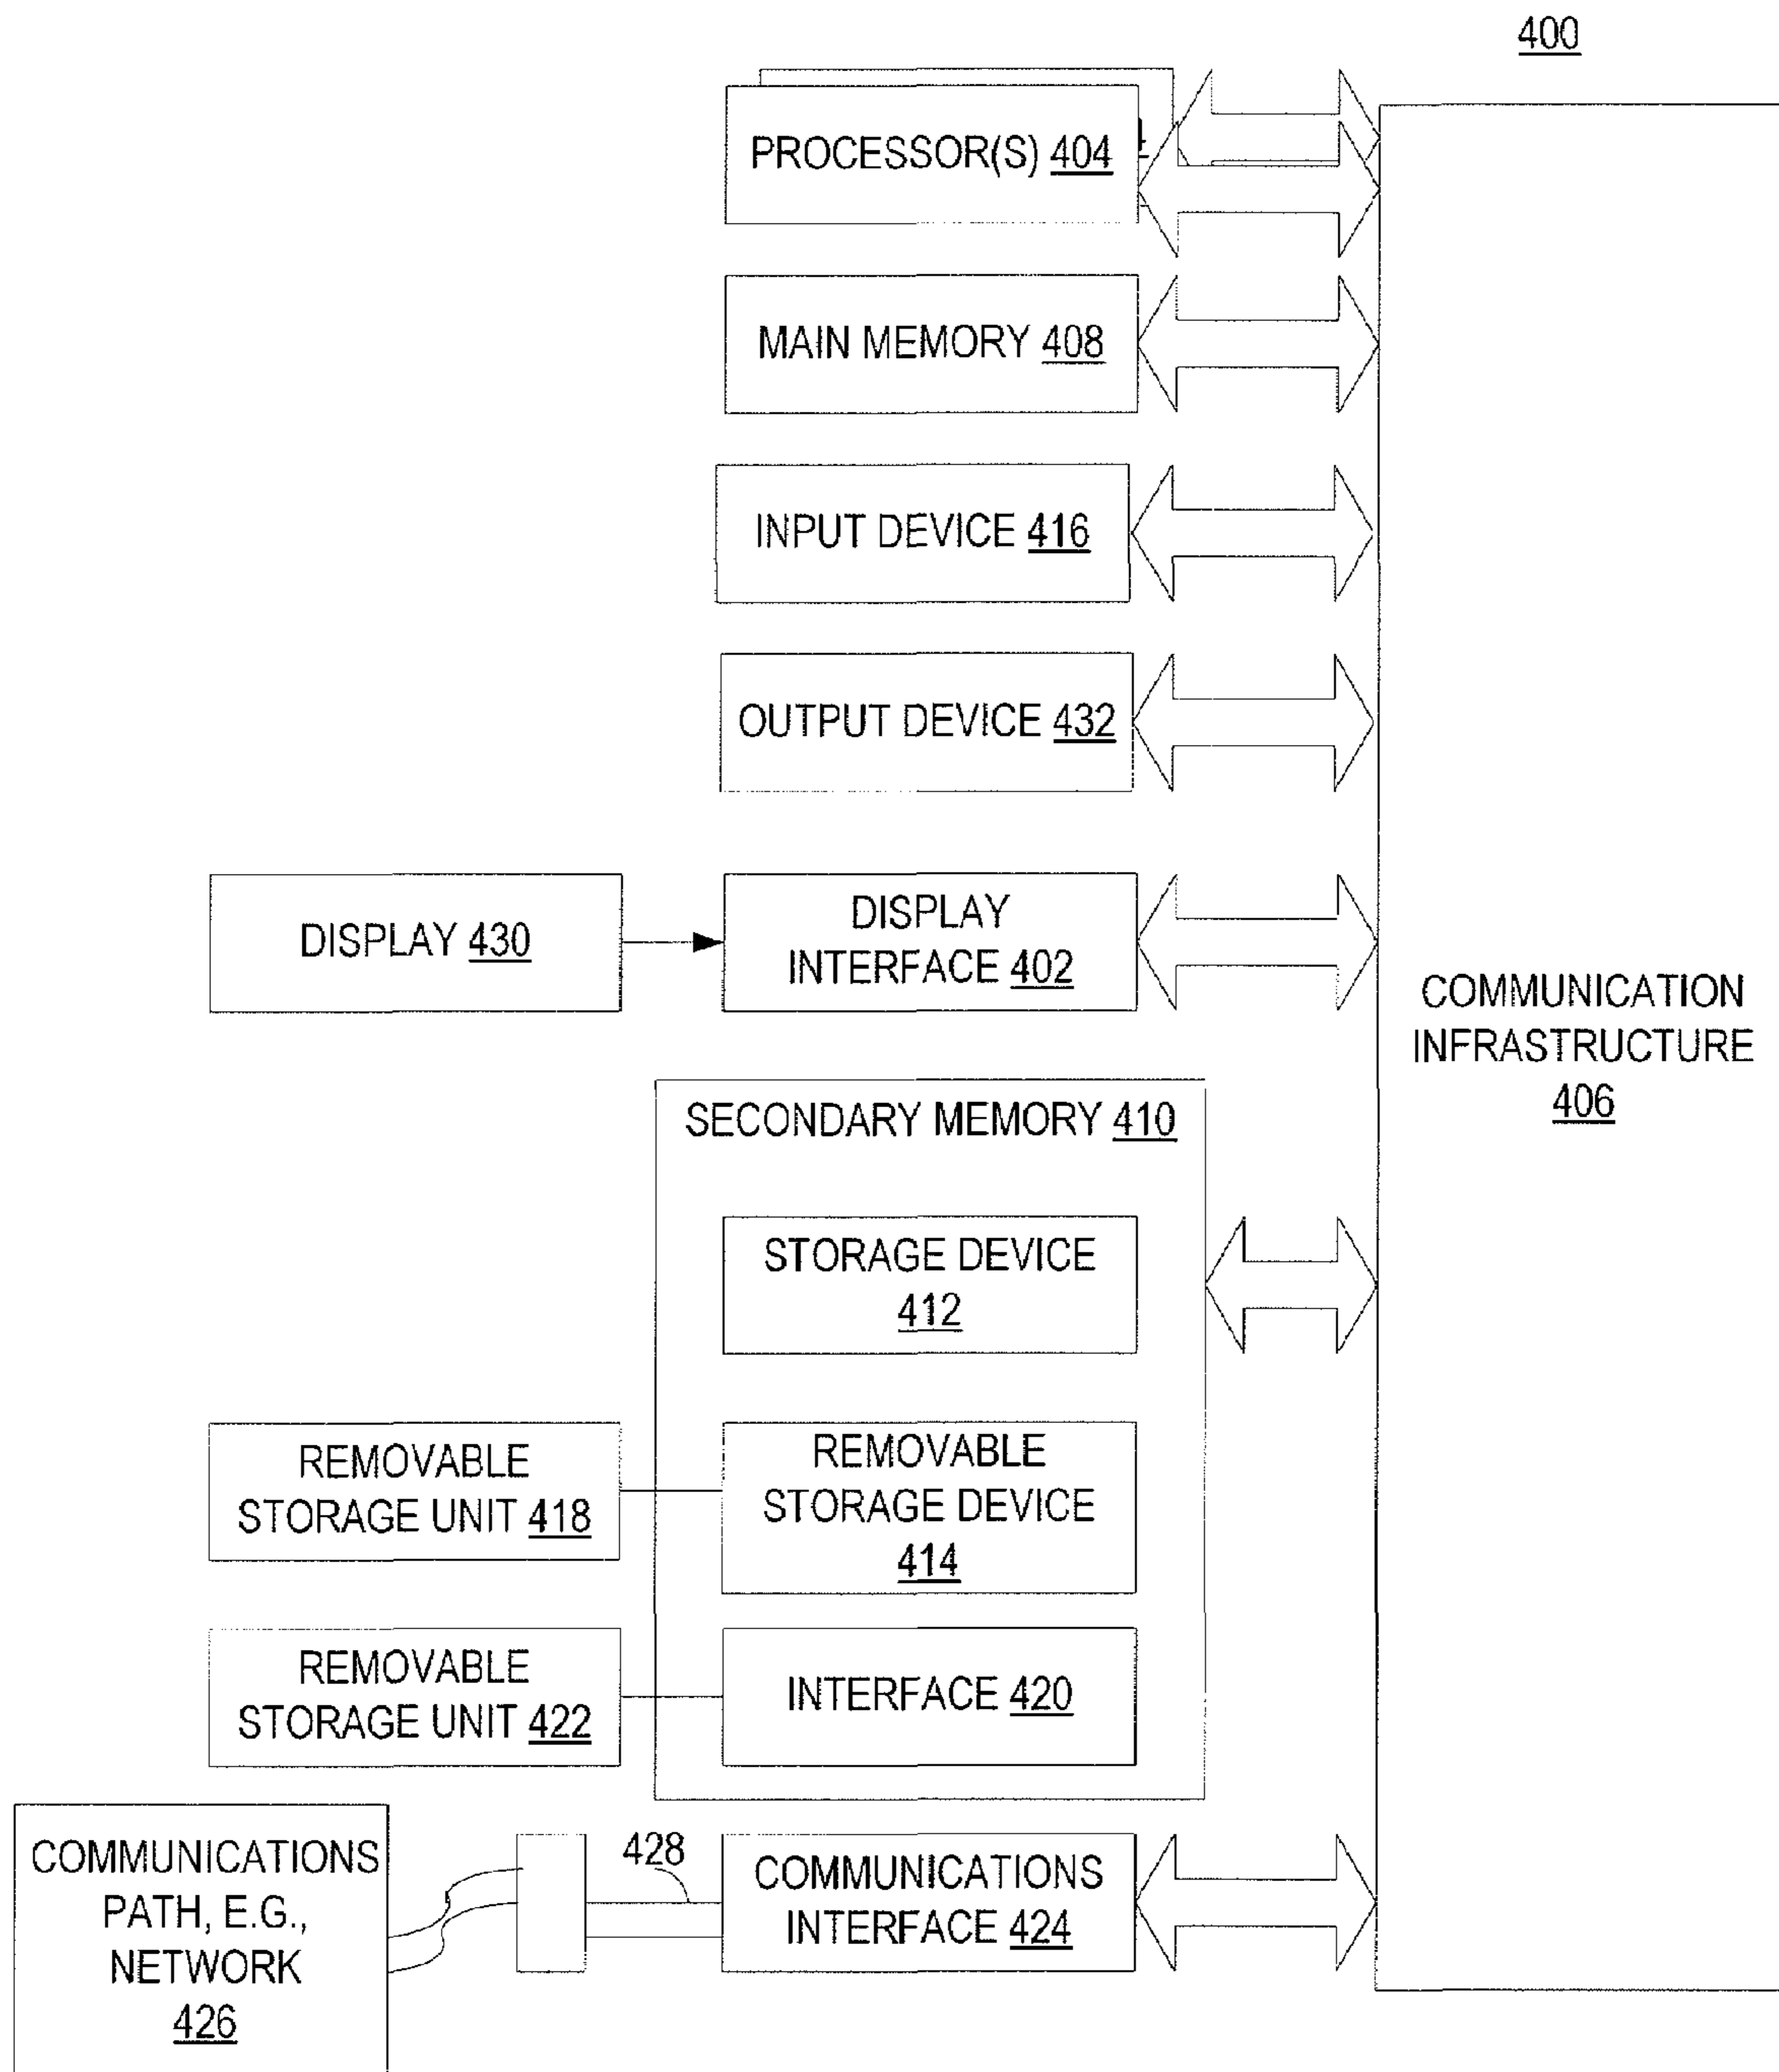 400
PROCESSOR(S) 404
MAIN MEMORY 408
INPUT DEVICE 416
OUTPUT DEVICE 432
DISPLAY 430
DISPLAY
INTERFACE 402
COMMUNICATION
INFRASTRUCTURE
406
SECONDARY MEMORY 410
STORAGE DEVICE
412
REMOVABLE
STORAGE UNIT 418
REMOVABLE
STORAGE DEVICE
414
REMOVABLE
STORAGE UNIT 422
INTERFACE 420
COMMUNICATIONS
PATH, E.G.,
NETWORK
426
428
COMMUNICATIONS
INTERFACE 424